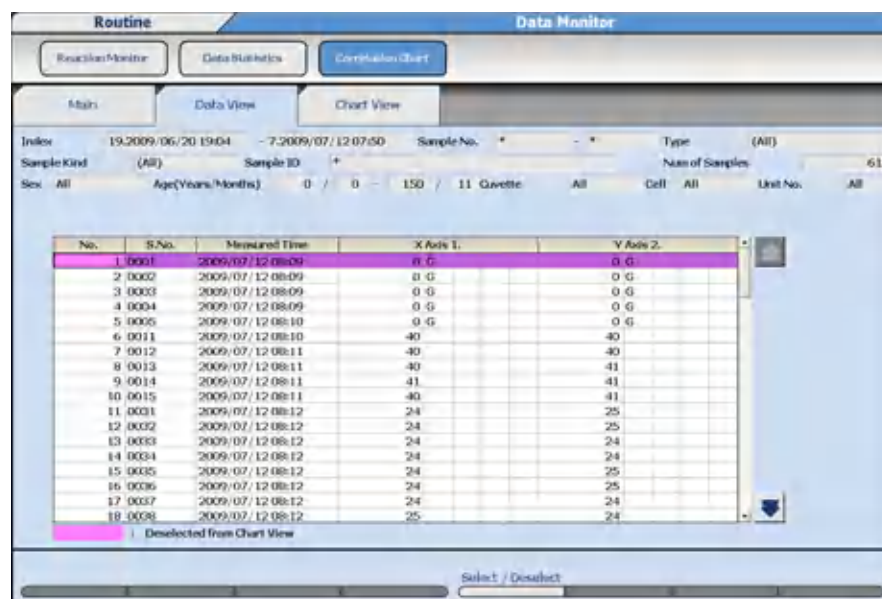 Routine Data Monitor
Reaction Monitor Data Statistics Correlation Chart
Main Data View Chart View
Index 19.2009/06/20 19:04 - 7.2009/07/12 07:50 Sample No. * - * Type (All)
Sample Kind (All) Sample ID * Num of Samples 61
Sex All Age(Years/Months) 0 / 0 - 150 / 11 Cuvette All Cell All Unit No. All
No. S.No. Measured Time X Axis 1. Y Axis 2.
1 0001 2009/07/12 08:09 0 G 0 G
2 0002 2009/07/12 08:09 0 G 0 G
3 0003 2009/07/12 08:09 0 G 0 G
4 0004 2009/07/12 08:09 0 G 0 G
5 0005 2009/07/12 08:10 0 G 0 G
6 0011 2009/07/12 08:10 40 40
7 0012 2009/07/12 08:11 40 40
8 0013 2009/07/12 08:11 40 41
9 0014 2009/07/12 08:11 41 41
10 0015 2009/07/12 08:11 40 41
11 0031 2009/07/12 08:12 24 25
12 0032 2009/07/12 08:12 24 25
13 0033 2009/07/12 08:12 24 24
14 0034 2009/07/12 08:12 24 24
15 0035 2009/07/12 08:12 24 25
16 0036 2009/07/12 08:12 24 25
17 0037 2009/07/12 08:12 24 24
18 0038 2009/07/12 08:12 25 24
: Deselected from Chart View
Select / Deselect